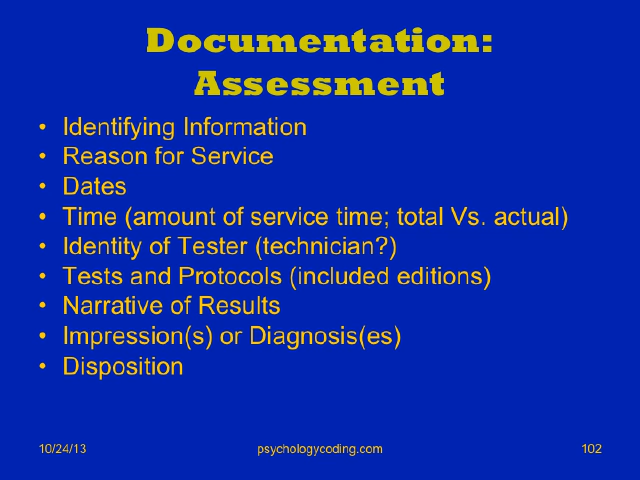 Documentation:
Assessment
• Identifying Information
• Reason for Service
• Dates
• Time (amount of service time; total Vs. actual)
• Identity of Tester (technician?)
• Tests and Protocols (included editions)
• Narrative of Results
• Impression(s) or Diagnosis(es)
• Disposition
10/24/13 psychologycoding.com 102